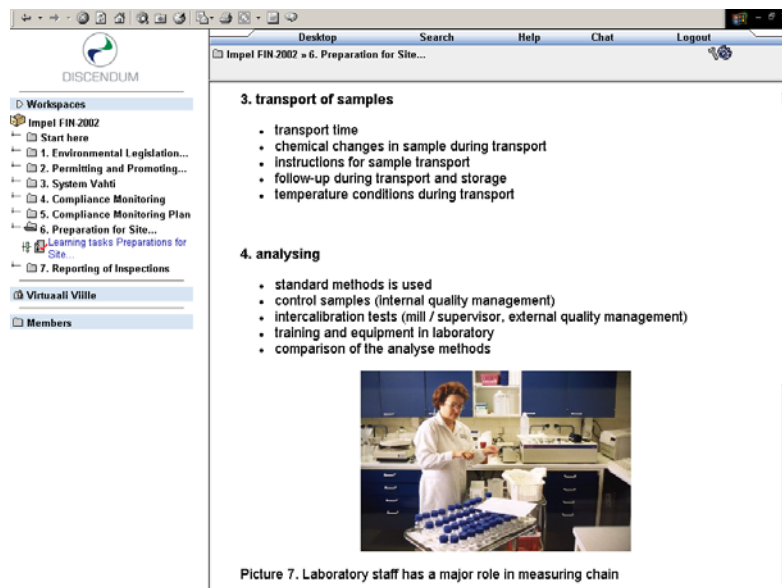 Desktop Search Help Chat Logout
Impel FIN-2002 » 6. Preparation for Site...
DISCENDUM
Workspaces
Impel FIN-2002
Start here
1. Environmental Legislation...
2. Permitting and Promoting...
3. System Vahti
4. Compliance Monitoring
5. Compliance Monitoring Plan
6. Preparation for Site...
Learning tasks Preparations for
Site...
7. Reporting of Inspections
Virtuaali Viille
Members
3. transport of samples
• transport time
• chemical changes in sample during transport
• instructions for sample transport
• follow-up during transport and storage
• temperature conditions during transport
4. analysing
• standard methods is used
• control samples (internal quality management)
• intercalibration tests (mill / supervisor, external quality management)
• training and equipment in laboratory
• comparison of the analyse methods
Picture 7. Laboratory staff has a major role in measuring chain